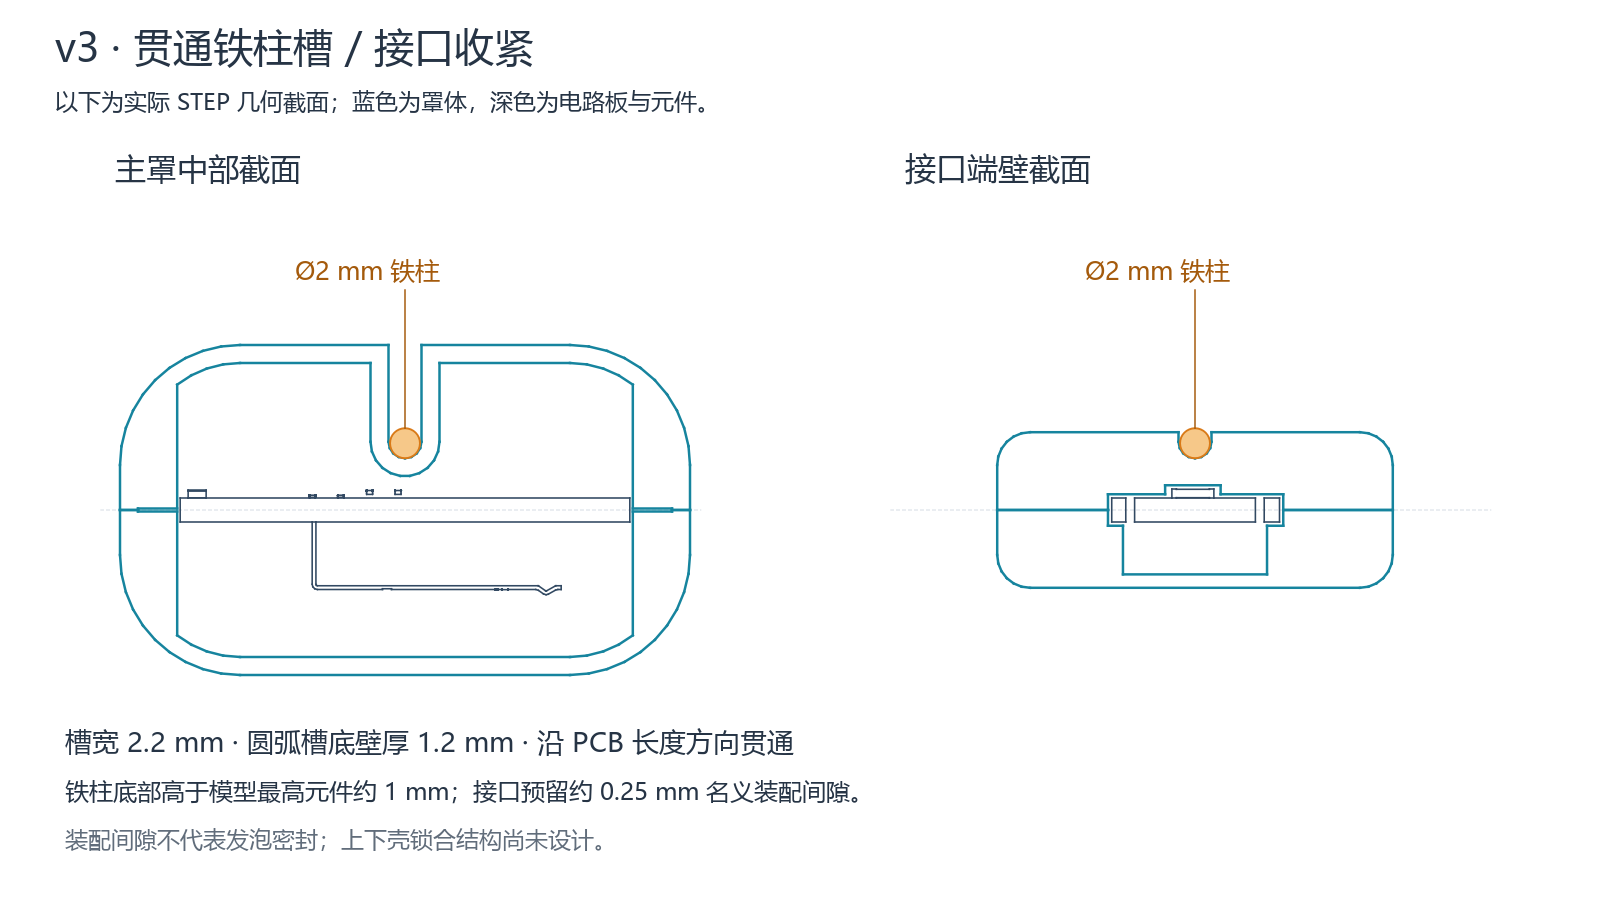 v3 · 贯通铁柱槽 / 接口收紧
以下为实际 STEP 几何截面；蓝色为罩体，深色为电路板与元件。
主罩中部截面
接口端壁截面
Ø2 mm 铁柱
Ø2 mm 铁柱
槽宽 2.2 mm · 圆弧槽底壁厚 1.2 mm · 沿 PCB 长度方向贯通
铁柱底部高于模型最高元件约 1 mm；接口预留约 0.25 mm 名义装配间隙。
装配间隙不代表发泡密封；上下壳锁合结构尚未设计。